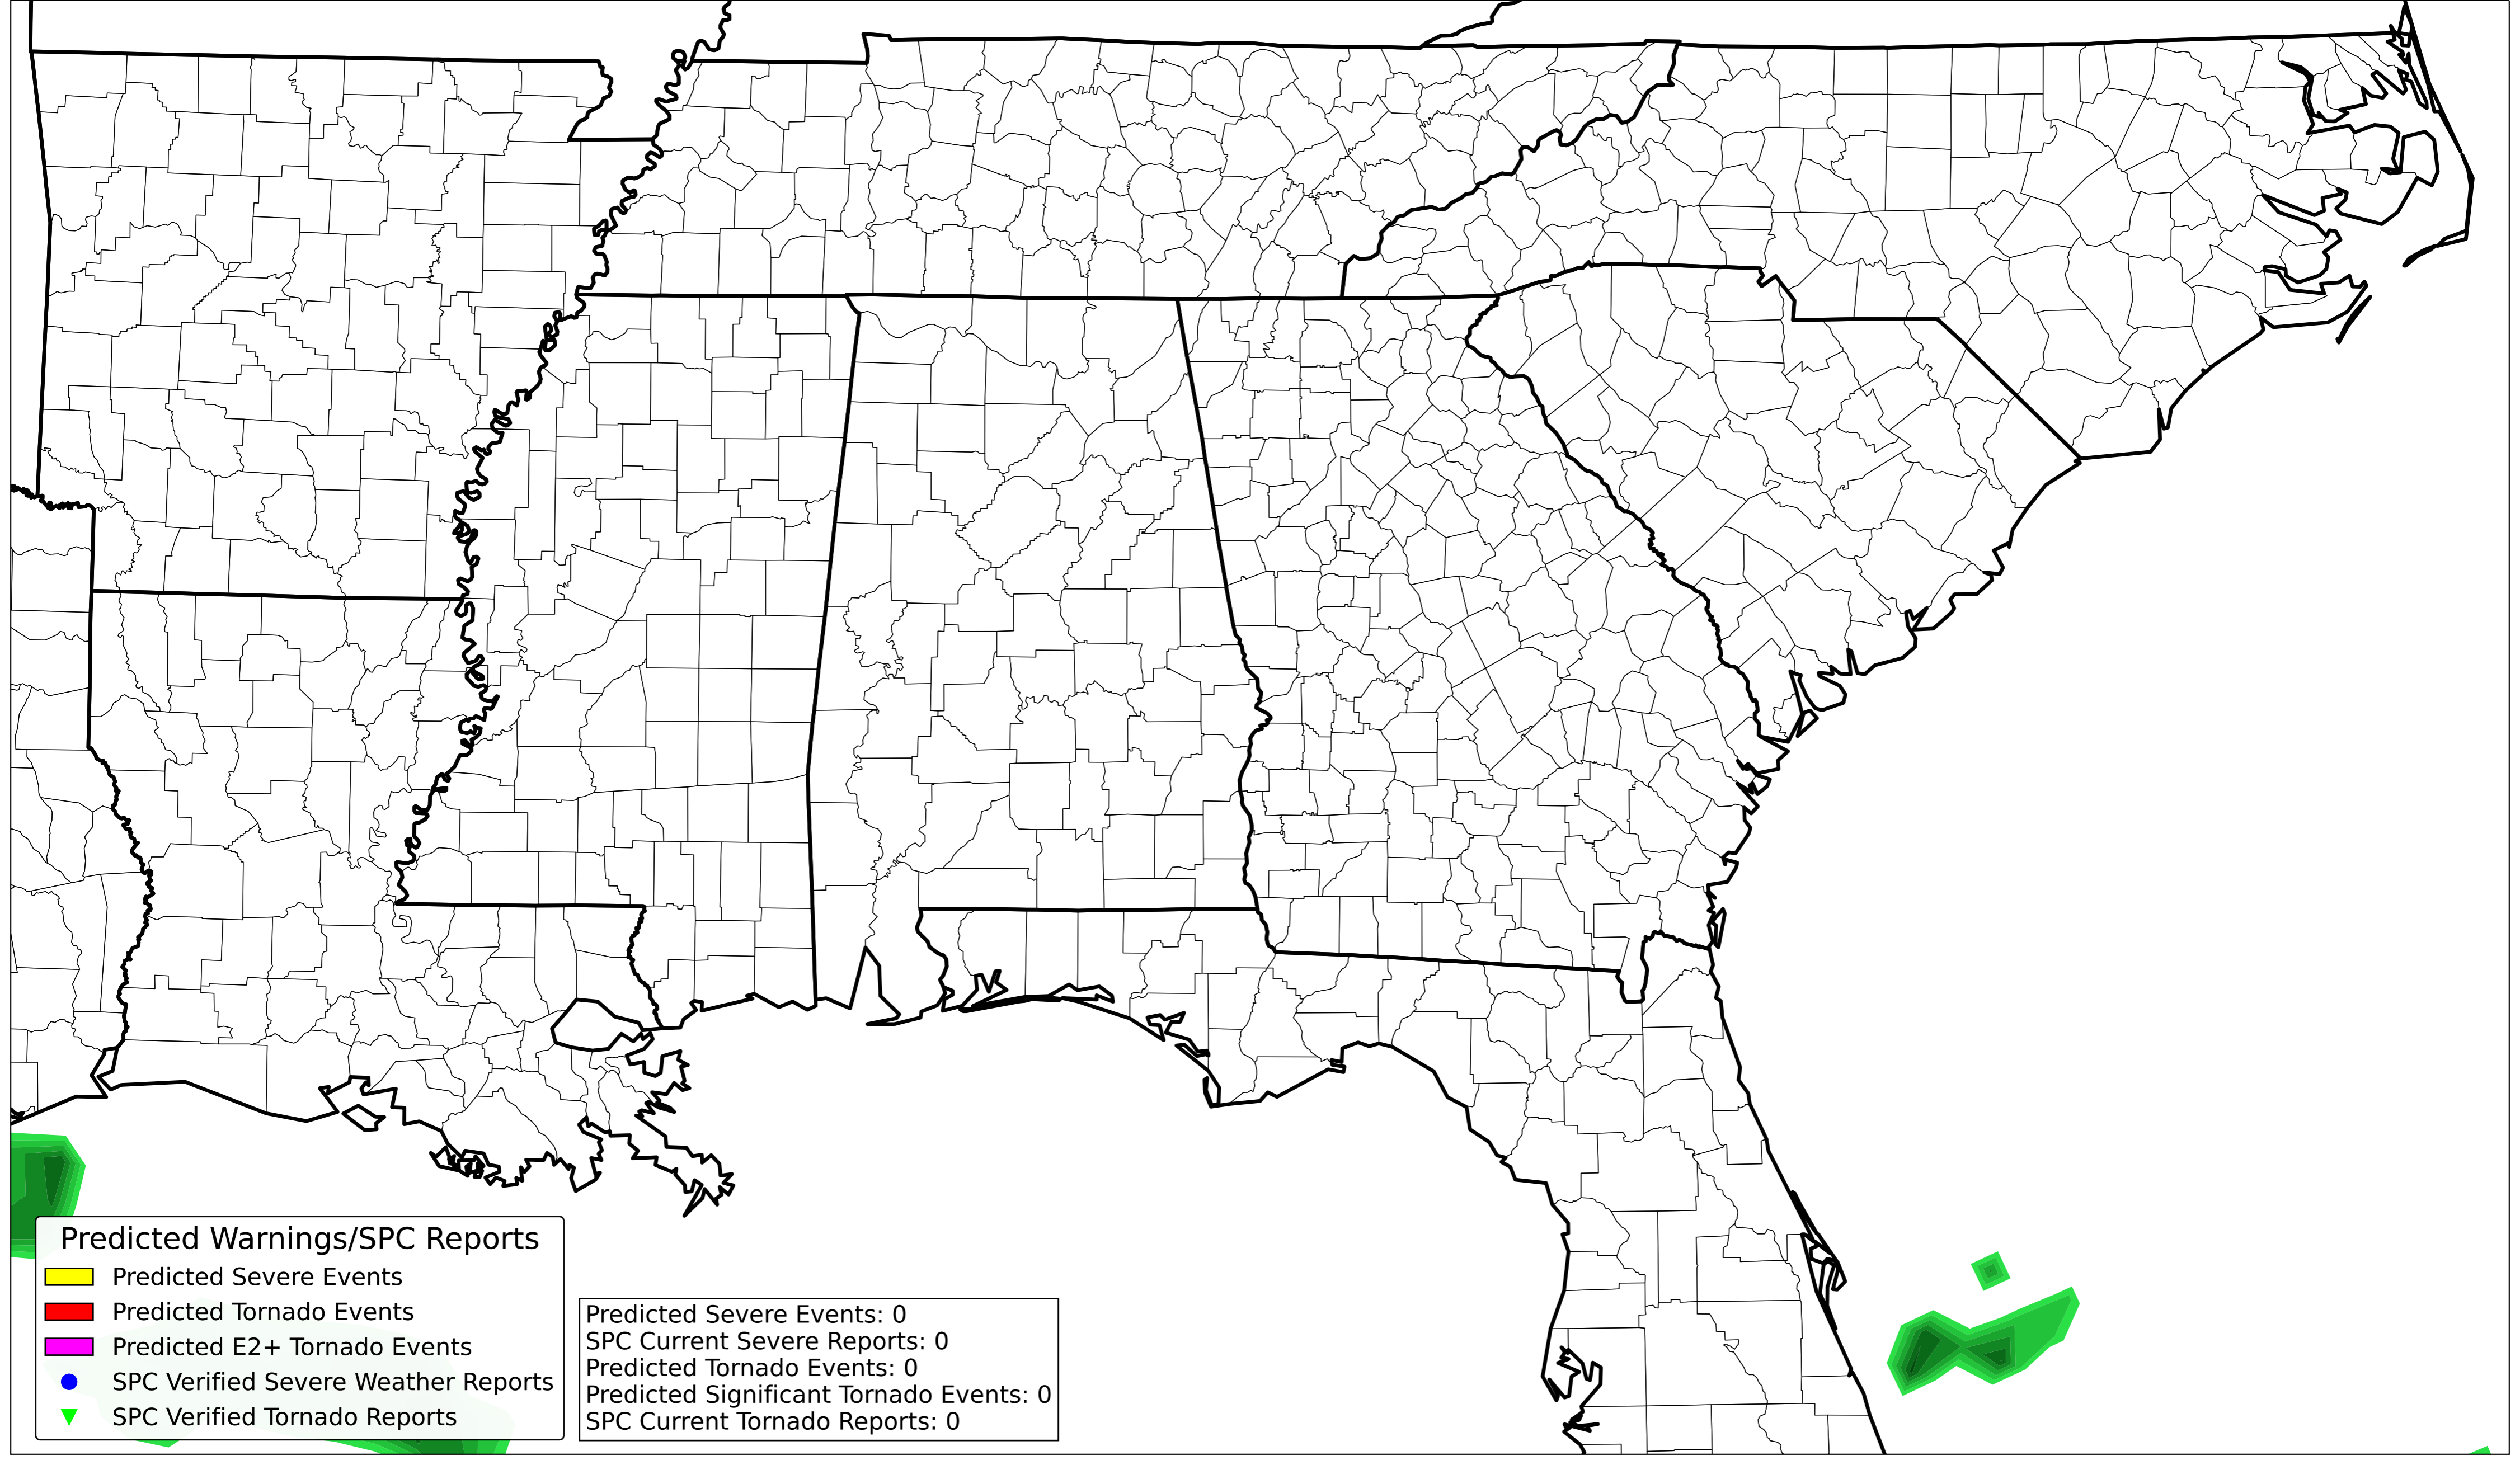 Predicted Warnings/SPC Reports
Predicted Severe Events
Predicted Tornado Events
Predicted E2+ Tornado Events
SPC Verified Severe Weather Reports
SPC Verified Tornado Reports
Predicted Severe Events: 0
SPC Current Severe Reports: 0
Predicted Tornado Events: 0
Predicted Significant Tornado Events: 0
SPC Current Tornado Reports: 0